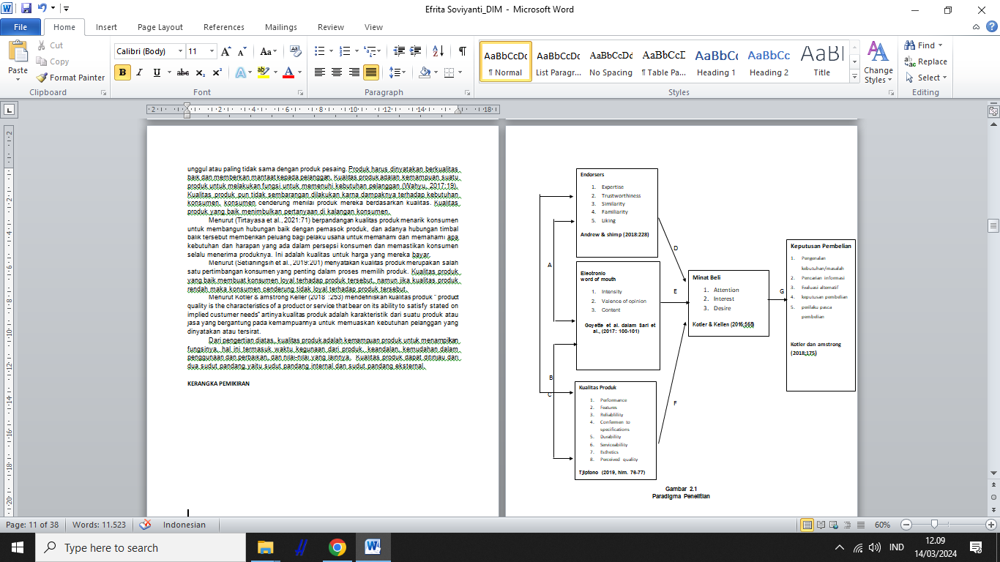 Efrita Soviyanti_DIM - Microsoft Word
File Home Insert Page Layout References Mailings Review View
Paste
Cut
Copy
Format Painter
Clipboard
Calibri (Body) 11
Font
Paragraph
AaBbCcDc AaBbCcDc AaBbCcDd AaBbCcD AaBbCc AaBbCc AaBl
¶ Normal List Paragr... No Spacing ¶ Table Pa... Heading 1 Heading 2 Title
Change Styles
Styles
Find
Replace
Select
Editing
unggul atau paling tidak sama dengan produk pesaing. Produk harus dinyatakan berkualitas
baik dan memberkan manfaat kepada pelanggan. Kualitas produk adalah kemampuan suatu
produk untuk melakukan fungsi untuk memenuhi kebutuhan pelanggan (Wahyu, 2017:19).
Kualitas produk pun tidak sembarangan dilakukan karna dampaknya terhadap kebutuhan
konsumen. konsumen cenderung menilai produk mereka berdasarkan kualitas. Kualitas
produk yang baik menimbulkan pertanyaan di kalangan konsumen.
Menurut (Tirtayasa et al., 2021:71) berpandangan kualitas produk menarik konsumen
untuk membangun hubungan baik dengan pemasok produk, dan adanya hubungan timbal
balik tersebut memberikan peluang bagi pelaku usaha untuk memahami dan memahami apa
kebutuhan dan harapan yang ada dalam persepsi konsumen dan memastikan konsumen
selalu menerima produknya. Ini adalah kualitas untuk harga yang mereka bayar.
Menurut (Setianingsih et al., 2019:201) menyatakan kualitas produk merupakan salah
satu pertimbangan konsumen yang penting dalam proses memilih produk. Kualitas produk
yang baik membuat konsumen loyal terhadap produk tersebut, namun jika kualitas produk
rendah maka konsumen cenderung tidak loyal terhadap produk tersebut.
Menurut Kotler & amstrong Keller (2018 :253) mendefiniskan kualitas produk " product
quality is the characteristics of a product or service that bear on its ability to satisfy stated on
implied custumer needs" artinya kualitas produk adalah karakteristik dari suatu produk atau
jasa yang bergantung pada kemampuannya untuk memuaskan kebutuhan pelanggan yang
dinyatakan atau tersirat.
Dari pengertian diatas, kualitas produk adalah kemampuan produk untuk menampilkan
fungsinya, hal ini termasuk waktu kegunaan dari produk, keandalan, kemudahan dalam
penggunaan dan perbaikan, dan nilai-nilai yang lainnya. Kualitas produk dapat ditinjau dari
dua sudut pandang yaitu sudut pandang internal dan sudut pandang eksternal.
KERANGKA PEMIKIRAN
Endorsers
1. Expertise
2. Trustworthiness
3. Similarity
4. Familiarity
5. Liking
Andrew & shimp (2018:228)
A
B
C
Electronic
word of mouth
1. Intensity
2. Valence of opinion
3. Content
Goyette et al. dalam Sari et
al., (2017: 100-101)
Kualitas Produk
1. Performance
2. Features
3. Reliablility
4. Confermen to
specifications
5. Durability
6. Serviceability
7. Esthetics
8. Perceived quality
Tjiptono (2019, hlm. 76-77)
D
E
F
Minat Beli
1. Attention
2. Interest
3. Desire
Kotler & Kellen (2016;568)
G
Keputusan Pembelian
1. Pengenalan
kebutuhan/masalah
2. Pencarian informasi
3. Evaluasi alternatif
4. keputusan pembelian
5. perilaku pasca
pembelian
Kotler dan amstrong
(2018;175)
Gambar 2.1
Paradigma Penelitian
Page: 11 of 38 Words: 11.523 Indonesian 60%
Type here to search
IND
12.09
14/03/2024